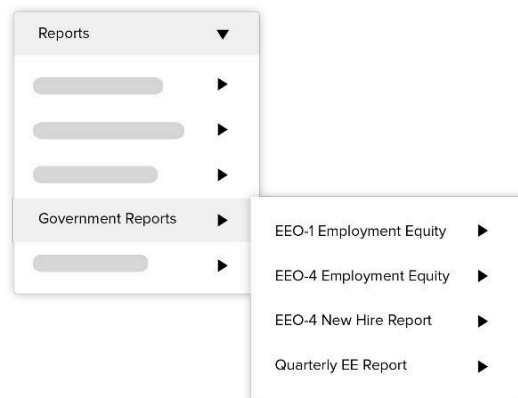 Reports
Government Reports
EEO-1 Employment Equity
EEO-4 Employment Equity
EEO-4 New Hire Report
Quarterly EE Report